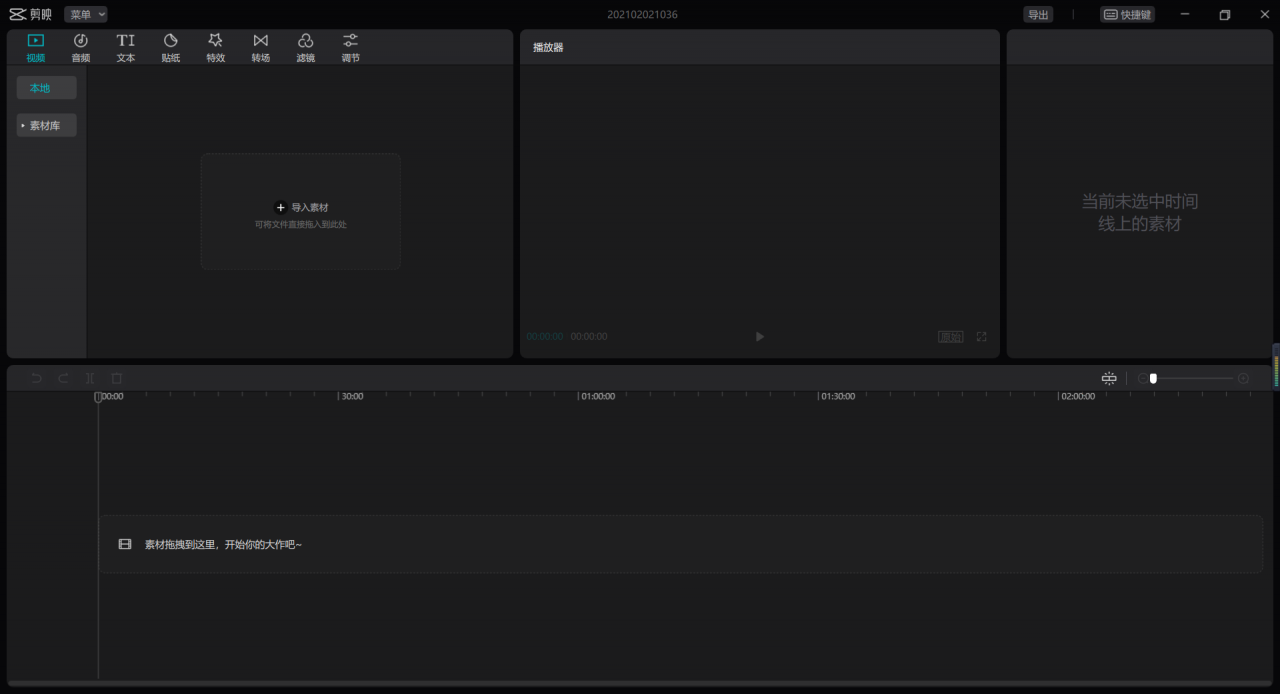 剪映 菜单 202102021036 导出 快捷键
视频 音频 文本 贴纸 特效 转场 滤镜 调节
播放器
本地
素材库
导入素材
可将文件直接拖入到此处
当前未选中时间
线上的素材
00:00:00 00:00:00 原始
00:00 30:00 01:00:00 01:30:00 02:00:00
素材拖拽到这里，开始你的大作吧~